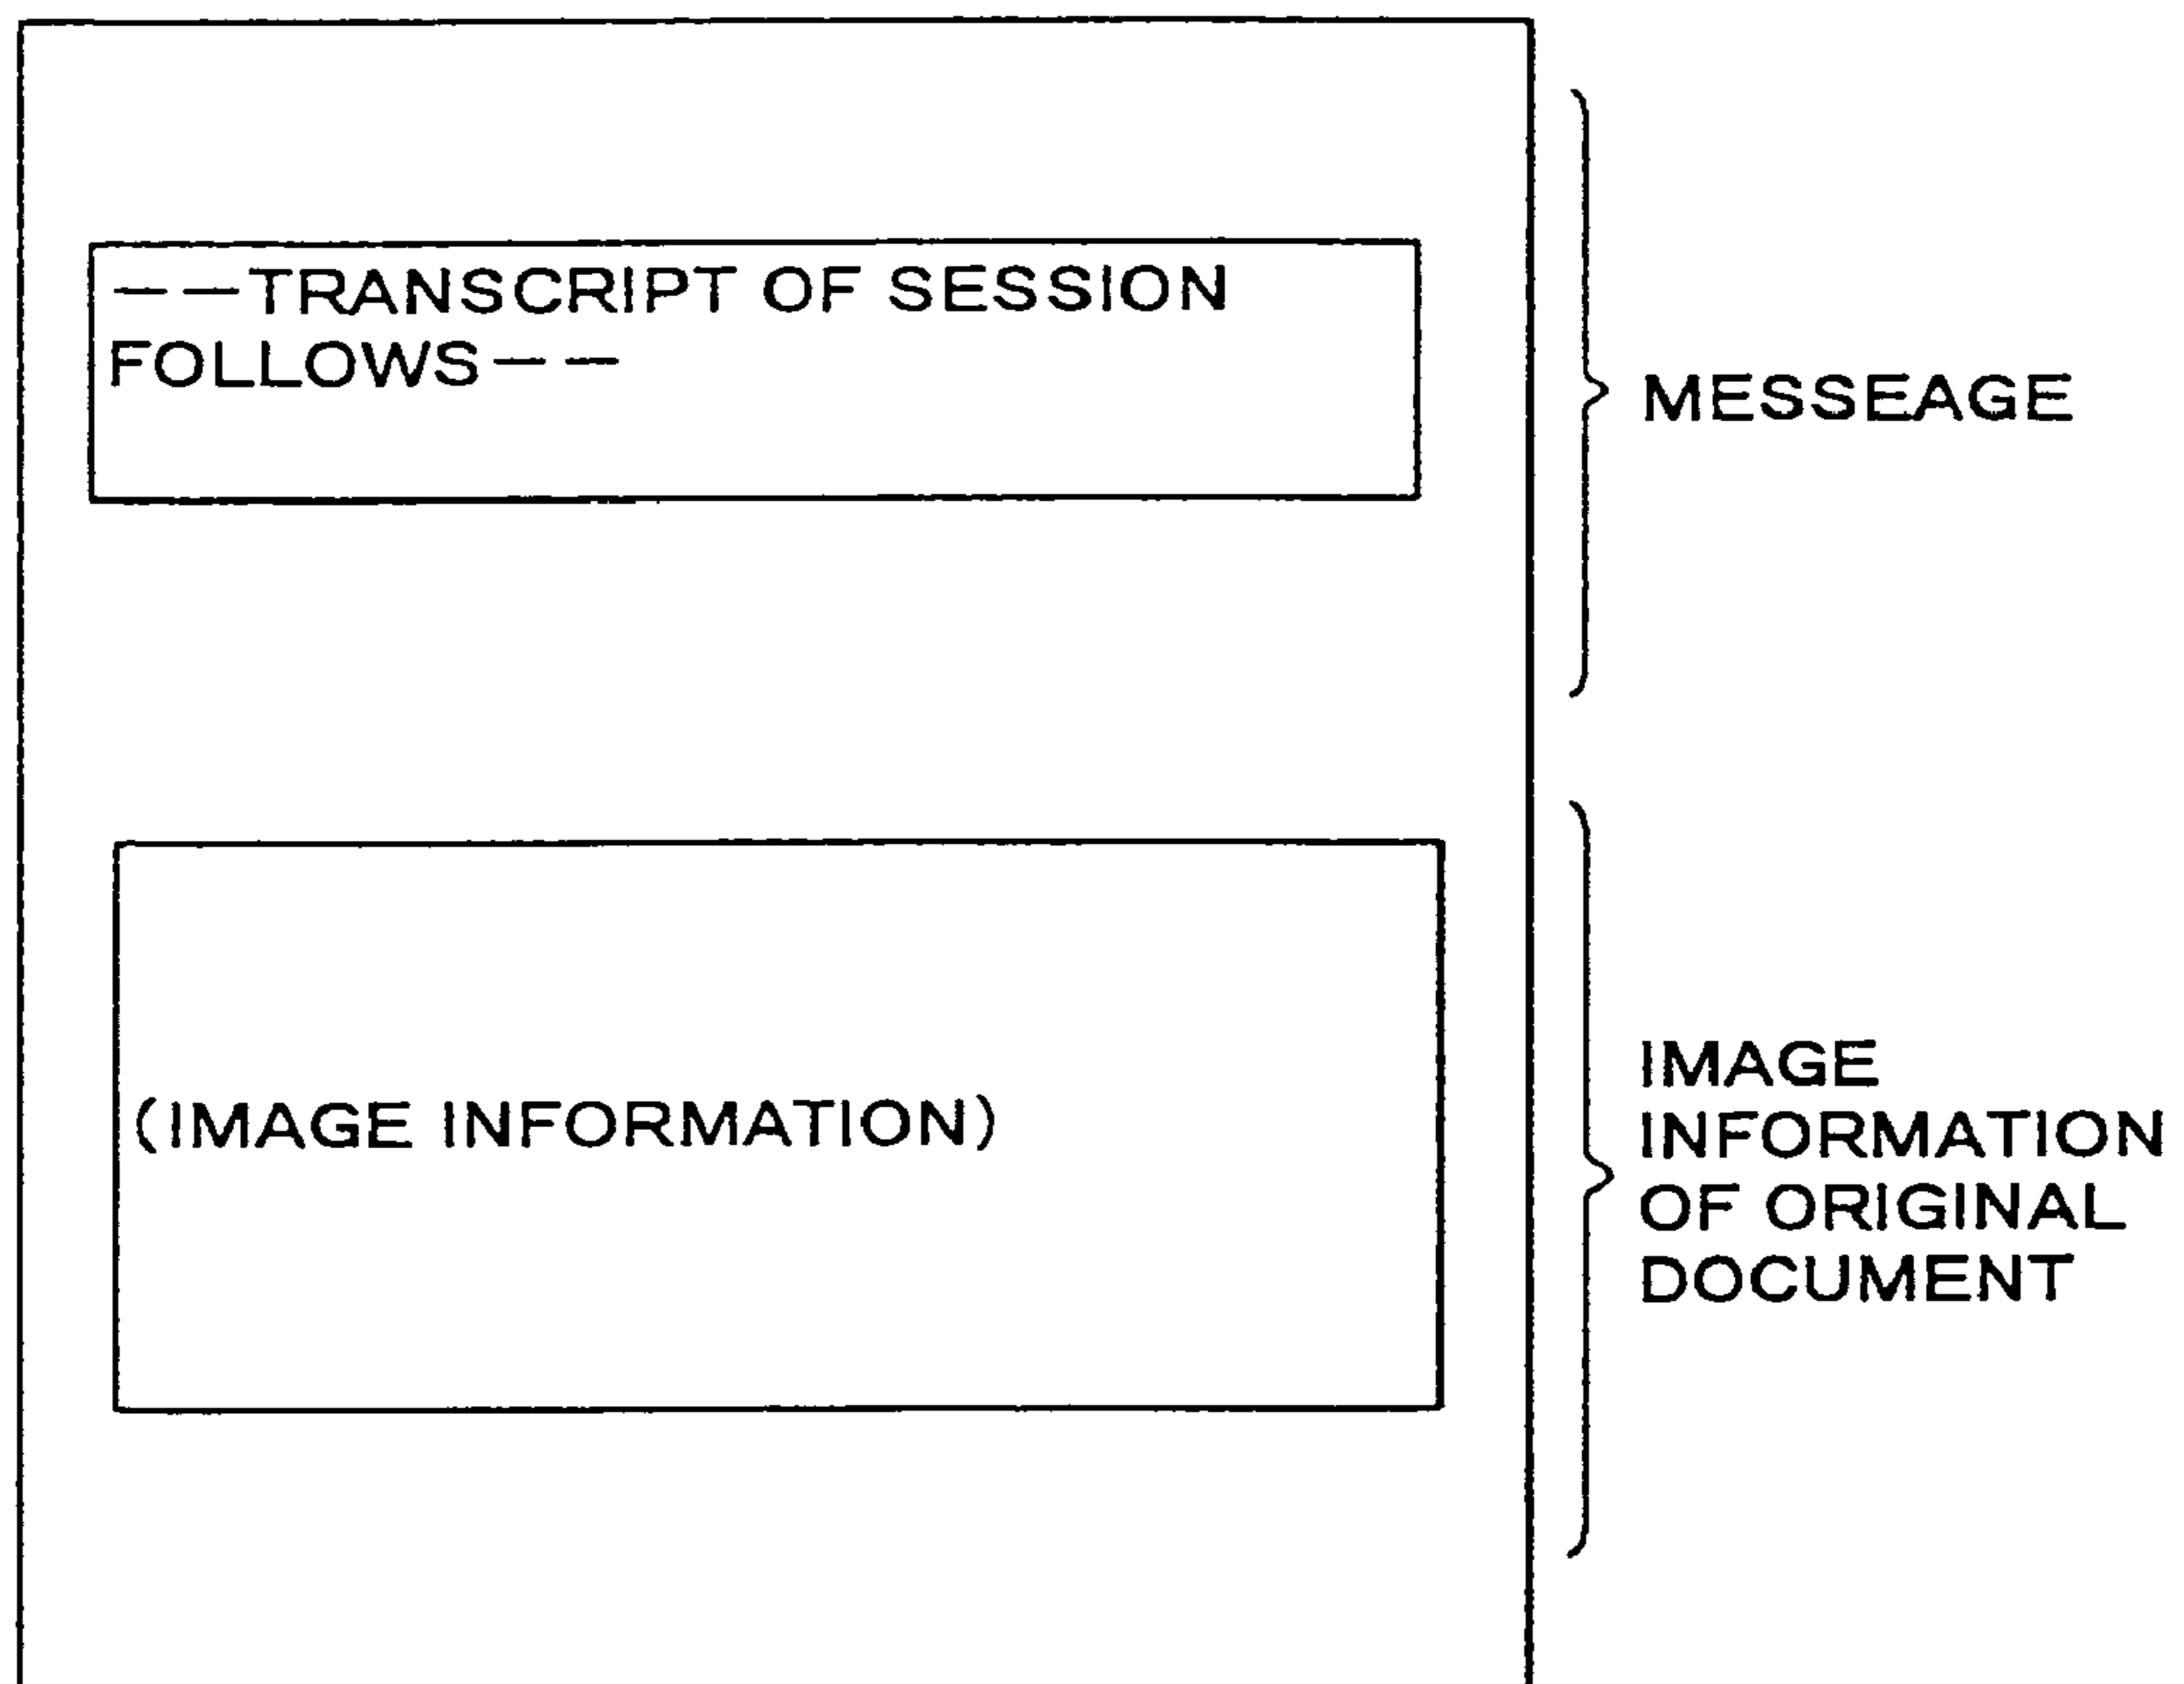 ——TRANSCRIPT OF SESSION
FOLLOWS——
MESSEAGE
(IMAGE INFORMATION)
IMAGE
INFORMATION
OF ORIGINAL
DOCUMENT